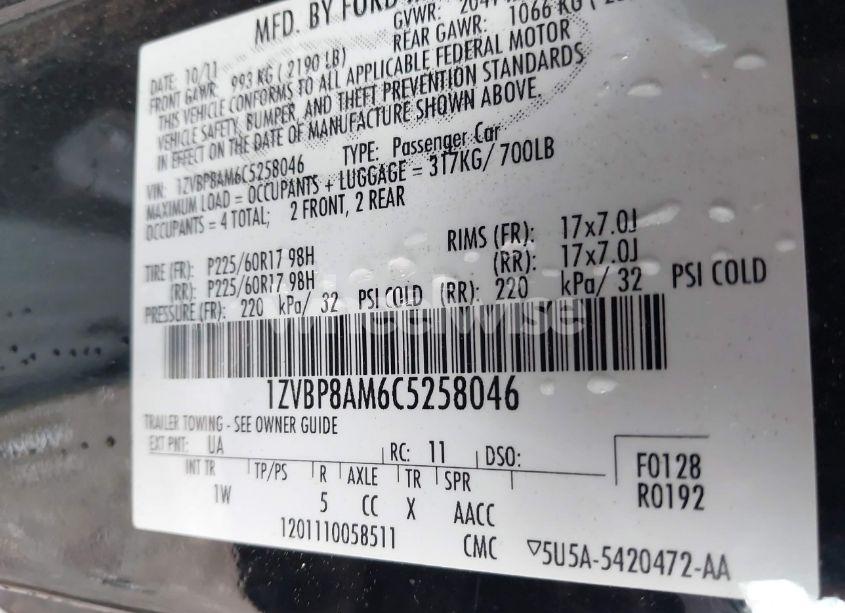 MFD. BY FORD
GVWR:
DATE: 10/11
FRONT GAWR: 993 KG ( 2190 LB)
REAR GAWR: 1066 KG
THIS VEHICLE CONFORMS TO ALL APPLICABLE FEDERAL MOTOR
VEHICLE SAFETY, BUMPER, AND THEFT PREVENTION STANDARDS
IN EFFECT ON THE DATE OF MANUFACTURE SHOWN ABOVE.
VIN: 1ZVBP8AM6C5258046 TYPE: Passenger Car
MAXIMUM LOAD = OCCUPANTS + LUGGAGE = 317KG/ 700LB
OCCUPANTS = 4 TOTAL; 2 FRONT, 2 REAR
TIRE (FR): P225/60R17 98H RIMS (FR): 17x7.0J
(RR): P225/60R17 98H (RR): 17x7.0J
PRESSURE (FR): 220 kPa/ 32 PSI COLD (RR): 220 kPa/ 32 PSI COLD
wheelwise
1ZVBP8AM6C5258046
TRAILER TOWING - SEE OWNER GUIDE
EXT PNT: UA RC: 11 DSO:
INT TR TP/PS R AXLE TR SPR
1W 5 CC X AACC
F0128
R0192
1201110058511 CMC ▽5U5A-5420472-AA